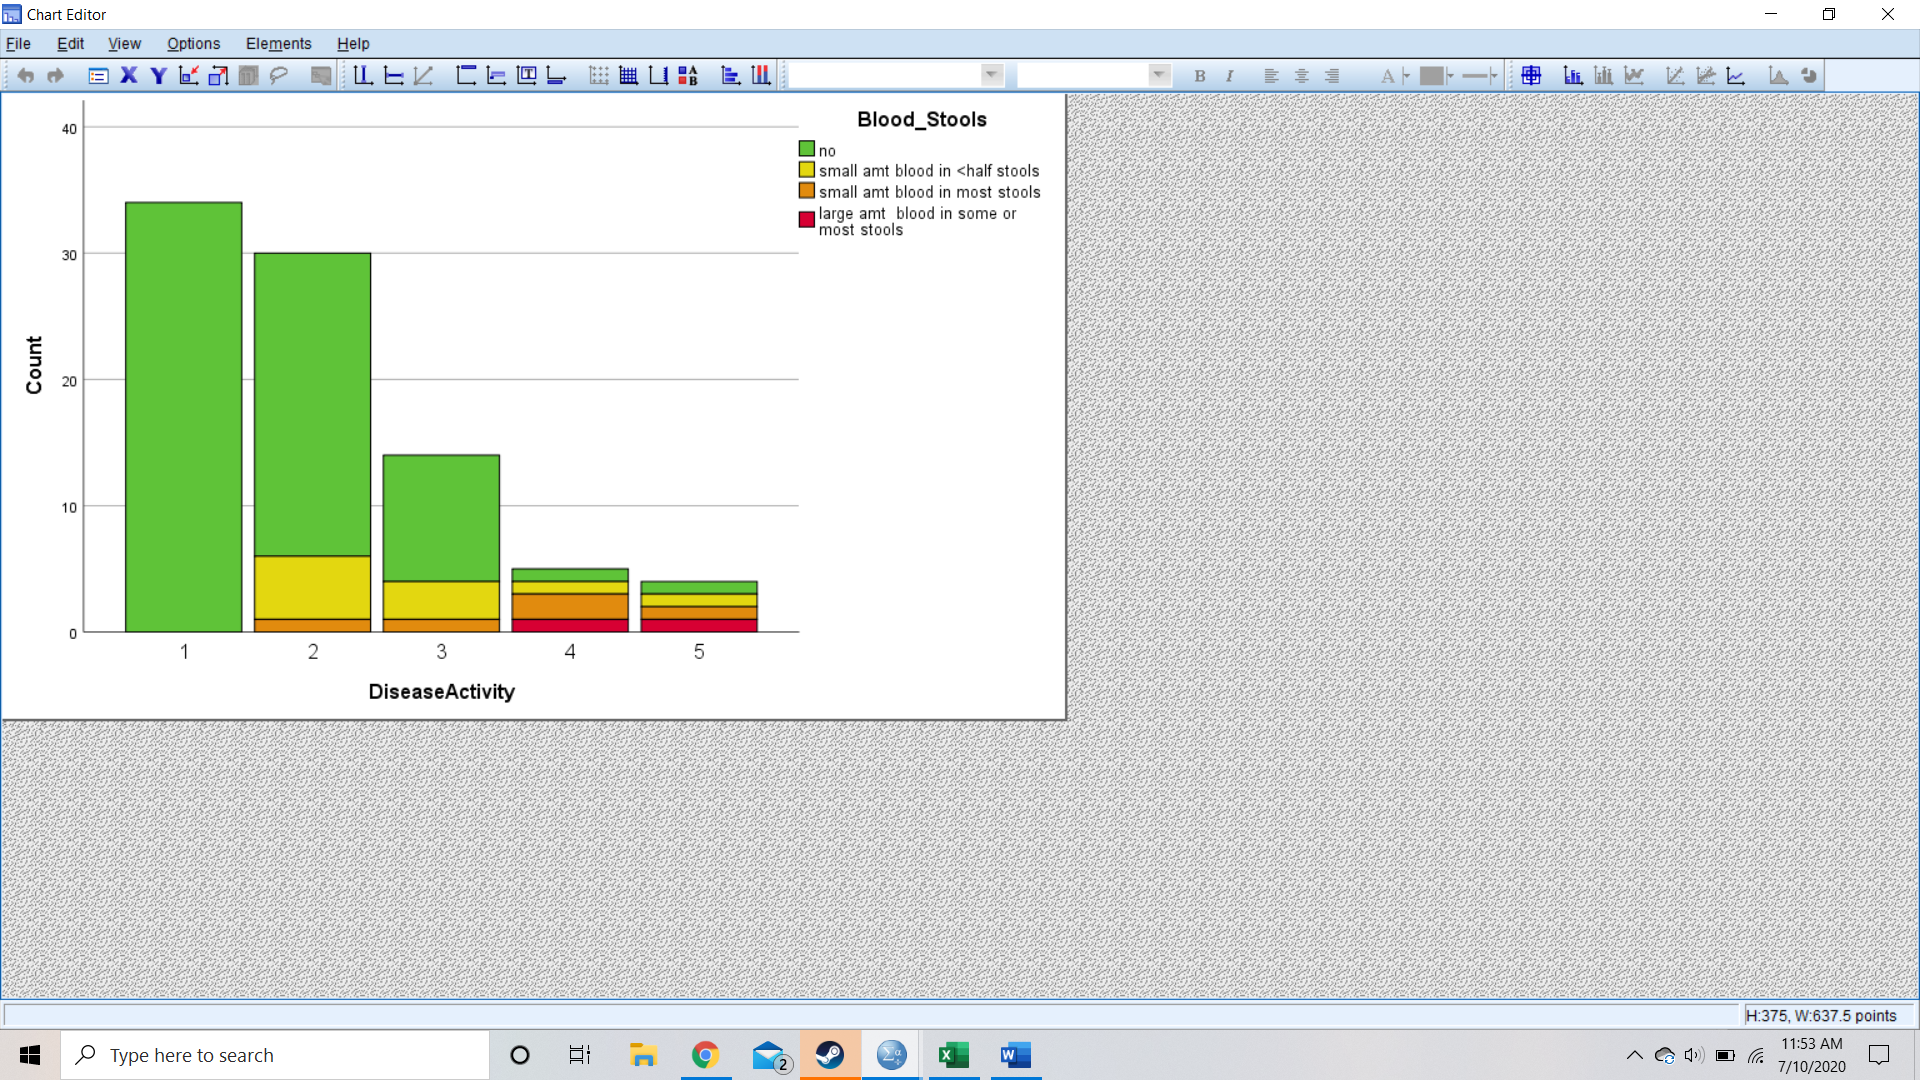 Chart Editor
File Edit View Options Elements Help
X Y
T
A
B
B I
A
Blood_Stools
no
small amt blood in <half stools
small amt blood in most stools
large amt  blood in some or
most stools
40
30
20
10
0
Count
1 2 3 4 5
DiseaseActivity
H:375, W:637.5 points
Type here to search
2
Σα
X
W
11:53 AM
7/10/2020